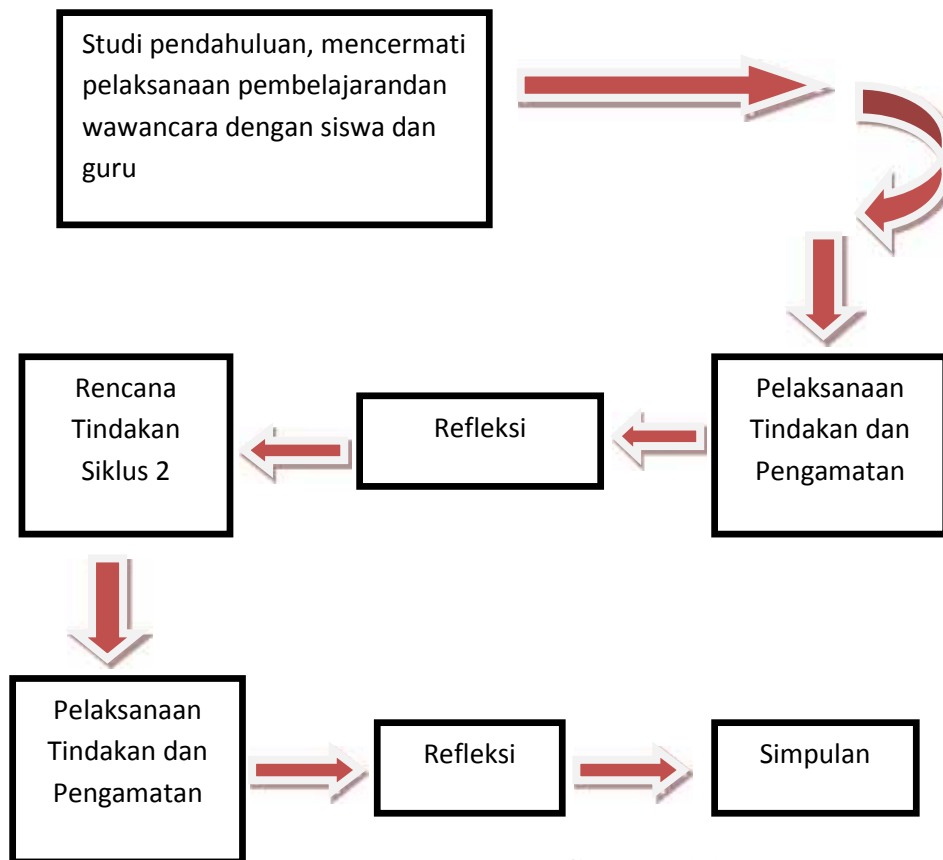 Studi pendahuluan, mencermati
pelaksanaan pembelajarandan
wawancara dengan siswa dan
guru
Pelaksanaan
Tindakan dan
Pengamatan
Refleksi
Rencana
Tindakan
Siklus 2
Pelaksanaan
Tindakan dan
Pengamatan
Refleksi
Simpulan